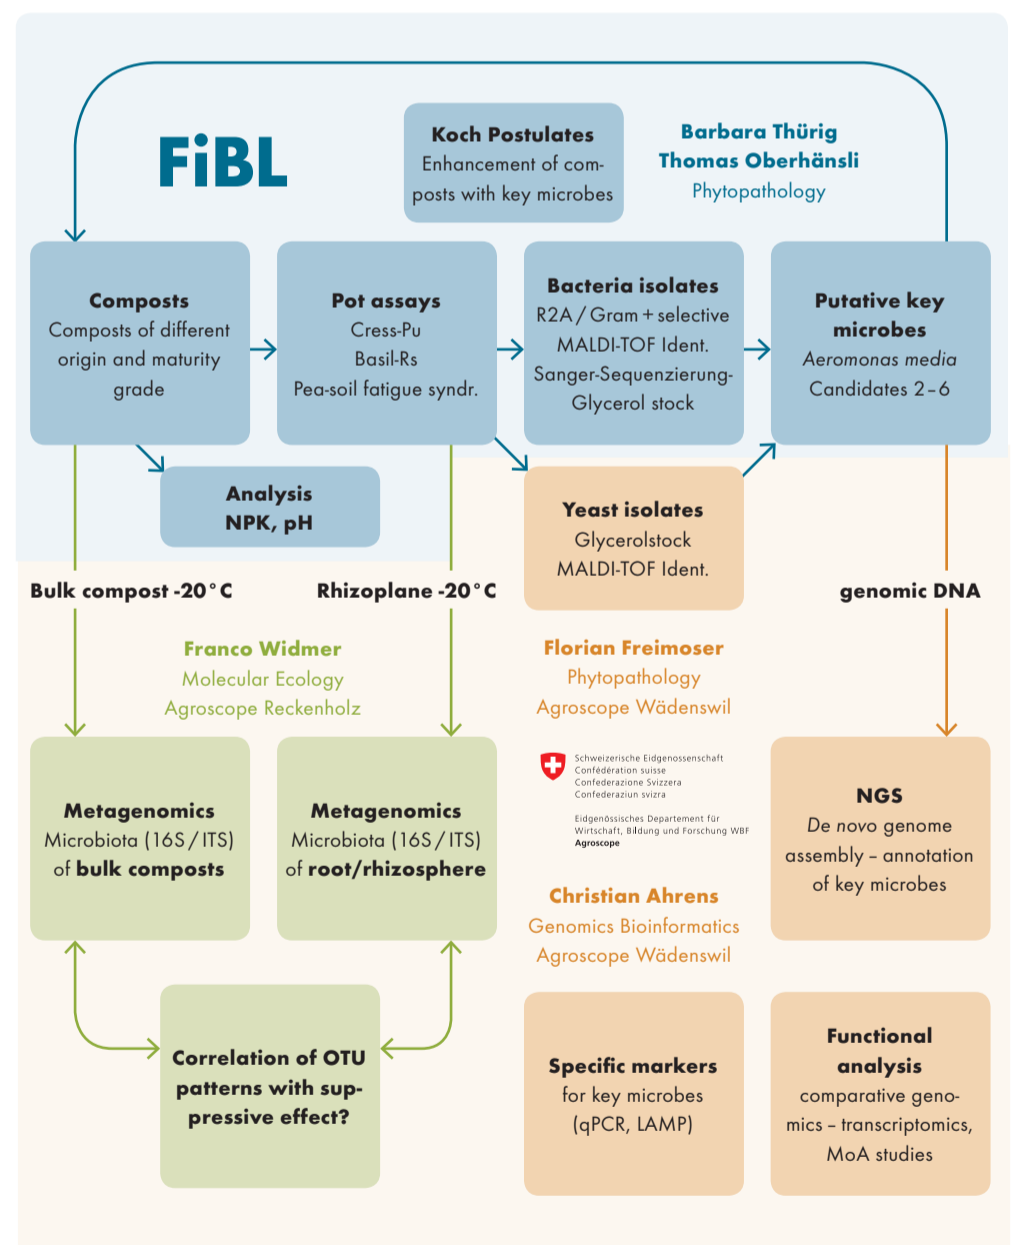 FiBL
Koch Postulates
Enhancement of com-
posts with key microbes
Barbara Thürig
Thomas Oberhänsli
Phytopathology
Composts
Composts of different
origin and maturity
grade
Pot assays
Cress-Pu
Basil-Rs
Pea-soil fatigue syndr.
Bacteria isolates
R2A / Gram + selective
MALDI-TOF Ident.
Sanger-Sequenzierung-
Glycerol stock
Putative key
microbes
Aeromonas media
Candidates 2 – 6
Analysis
NPK, pH
Yeast isolates
Glycerolstock
MALDI-TOF Ident.
Bulk compost -20°C
Rhizoplane -20°C
genomic DNA
Franco Widmer
Molecular Ecology
Agroscope Reckenholz
Florian Freimoser
Phytopathology
Agroscope Wädenswil
Metagenomics
Microbiota (16S / ITS)
of bulk composts
Metagenomics
Microbiota (16S / ITS)
of root/rhizosphere
Schweizerische Eidgenossenschaft
Confédération suisse
Confederazione Svizzera
Confederaziun svizra
Eidgenössisches Departement für
Wirtschaft, Bildung und Forschung WBF
Agroscope
NGS
De novo genome
assembly – annotation
of key microbes
Christian Ahrens
Genomics Bioinformatics
Agroscope Wädenswil
Correlation of OTU
patterns with sup-
pressive effect?
Specific markers
for key microbes
(qPCR, LAMP)
Functional
analysis
comparative geno-
mics – transcriptomics,
MoA studies